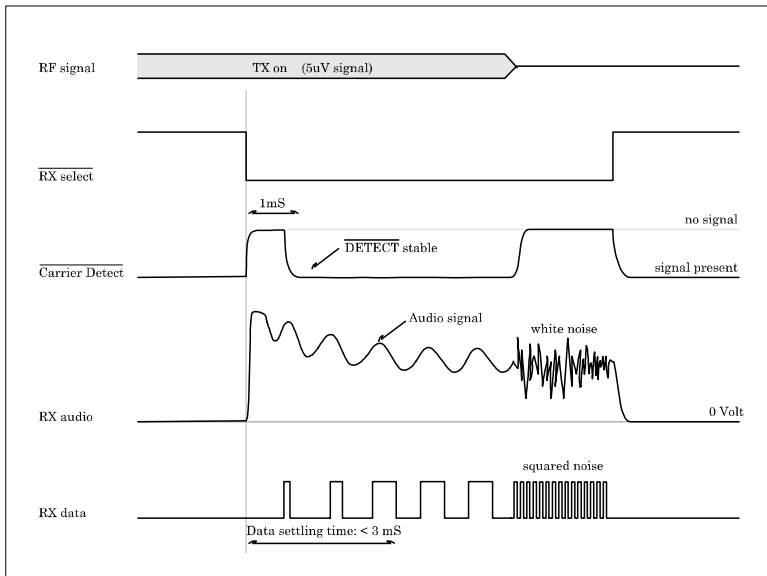 RF signal
TX on (5uV signal)
RX select
1mS
no signal
DETECT stable
Carrier Detect
signal present
Audio signal
white noise
RX audio
0 Volt
squared noise
RX data
Data settling time: < 3 mS